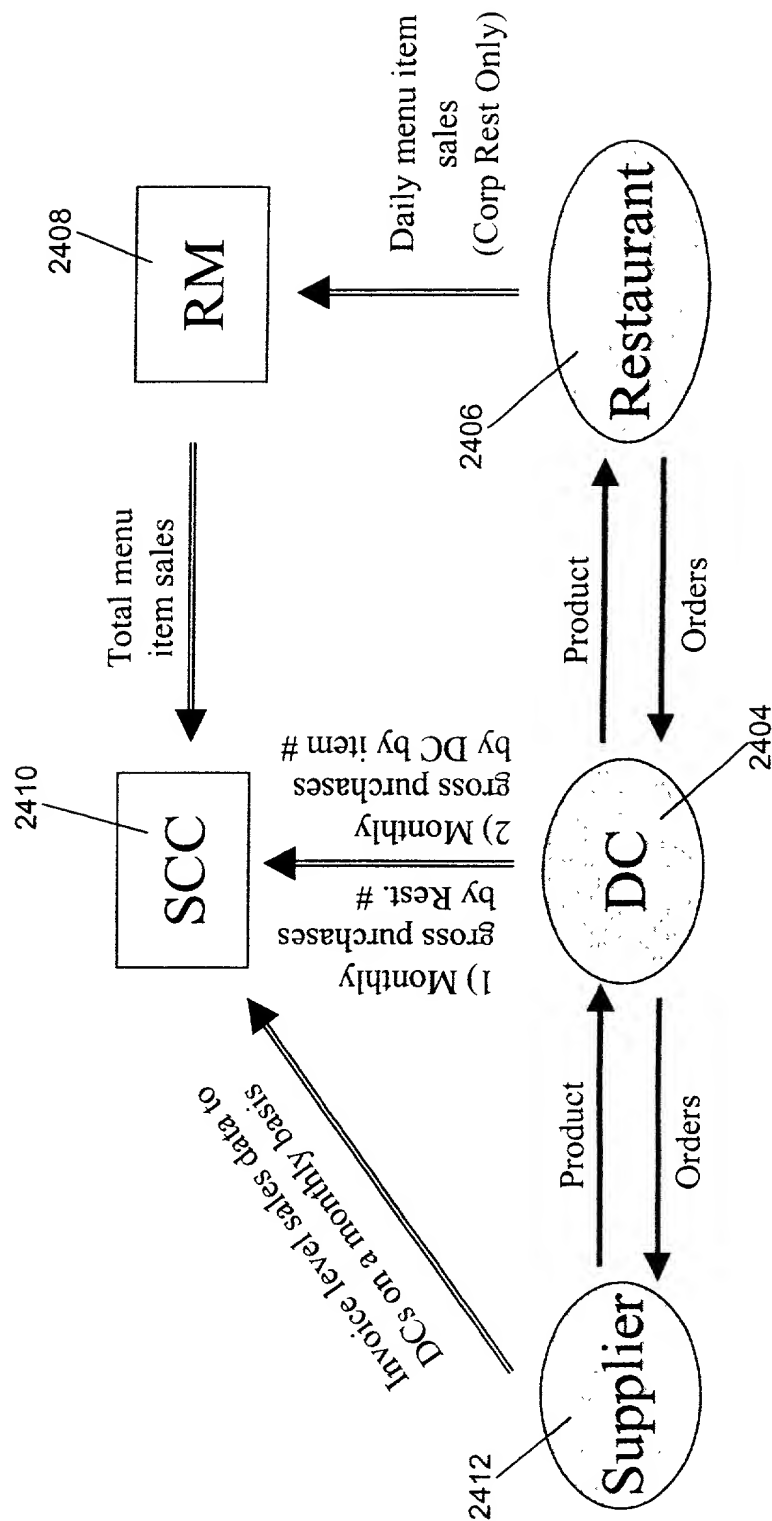 2410
SCC
Total menu
item sales
2408
RM
Invoice level sales data to
DCs on a monthly basis
1) Monthly
gross purchases
by Rest. #
2) Monthly
gross purchases
by DC by item #
Daily menu item
sales
(Corp Rest Only)
2412
Supplier
Product
Orders
DC
2404
Product
Orders
2406
Restaurant